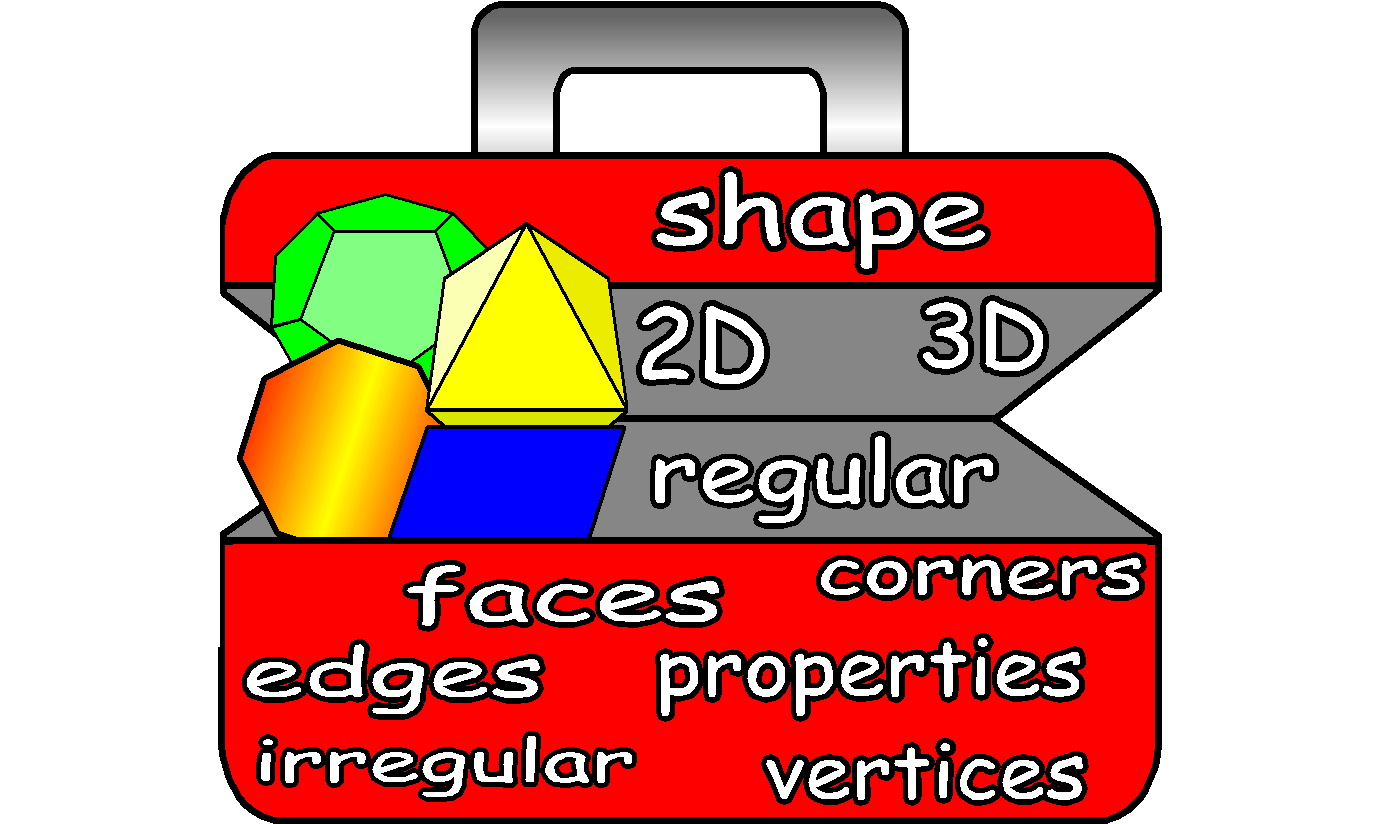 shape
2D 3D
regular
faces corners
edges properties
irregular vertices